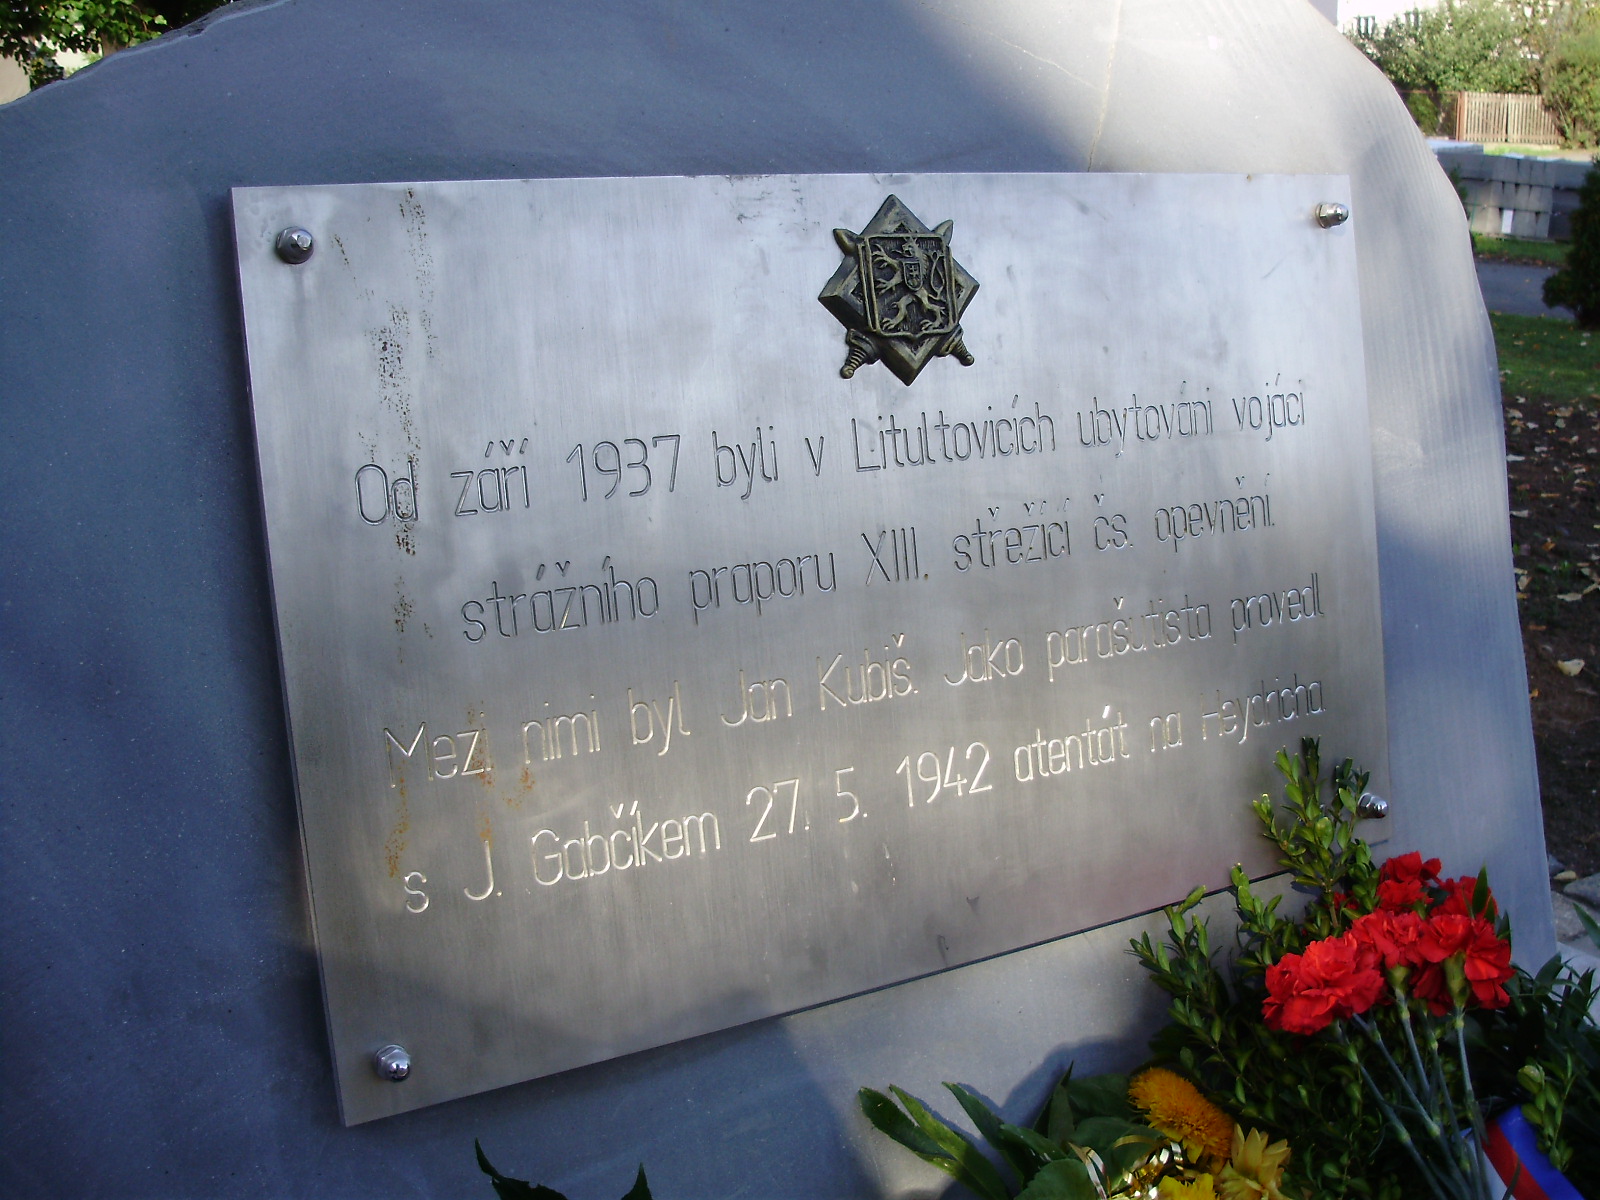 Od září 1937 byli v Litultovicích ubytováni vojáci
strážního praporu XIII. střežící čs. opevnění.
Mezi nimi byl Jan Kubiš. Jako parašutista provedl
s J. Gabčíkem 27. 5. 1942 atentát na Heydricha